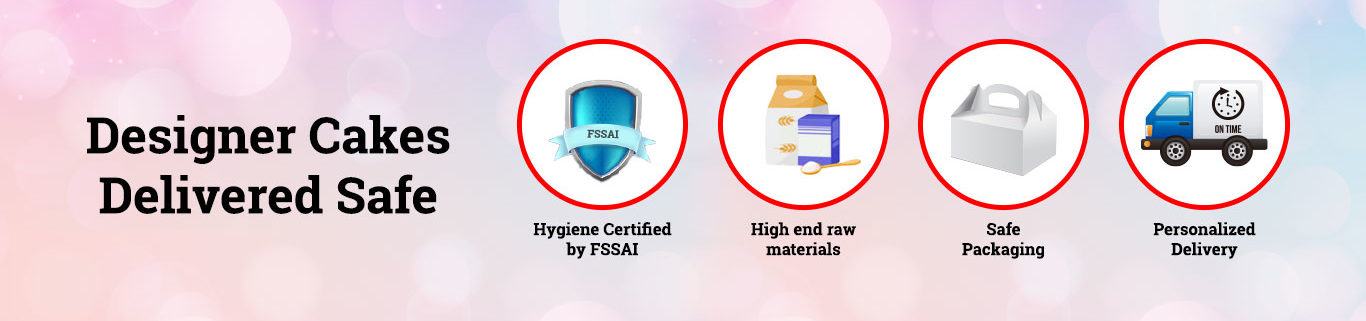 Designer Cakes
Delivered Safe
FSSAI
Hygiene Certified
by FSSAI
High end raw
materials
Safe
Packaging
ON TIME
Personalized
Delivery